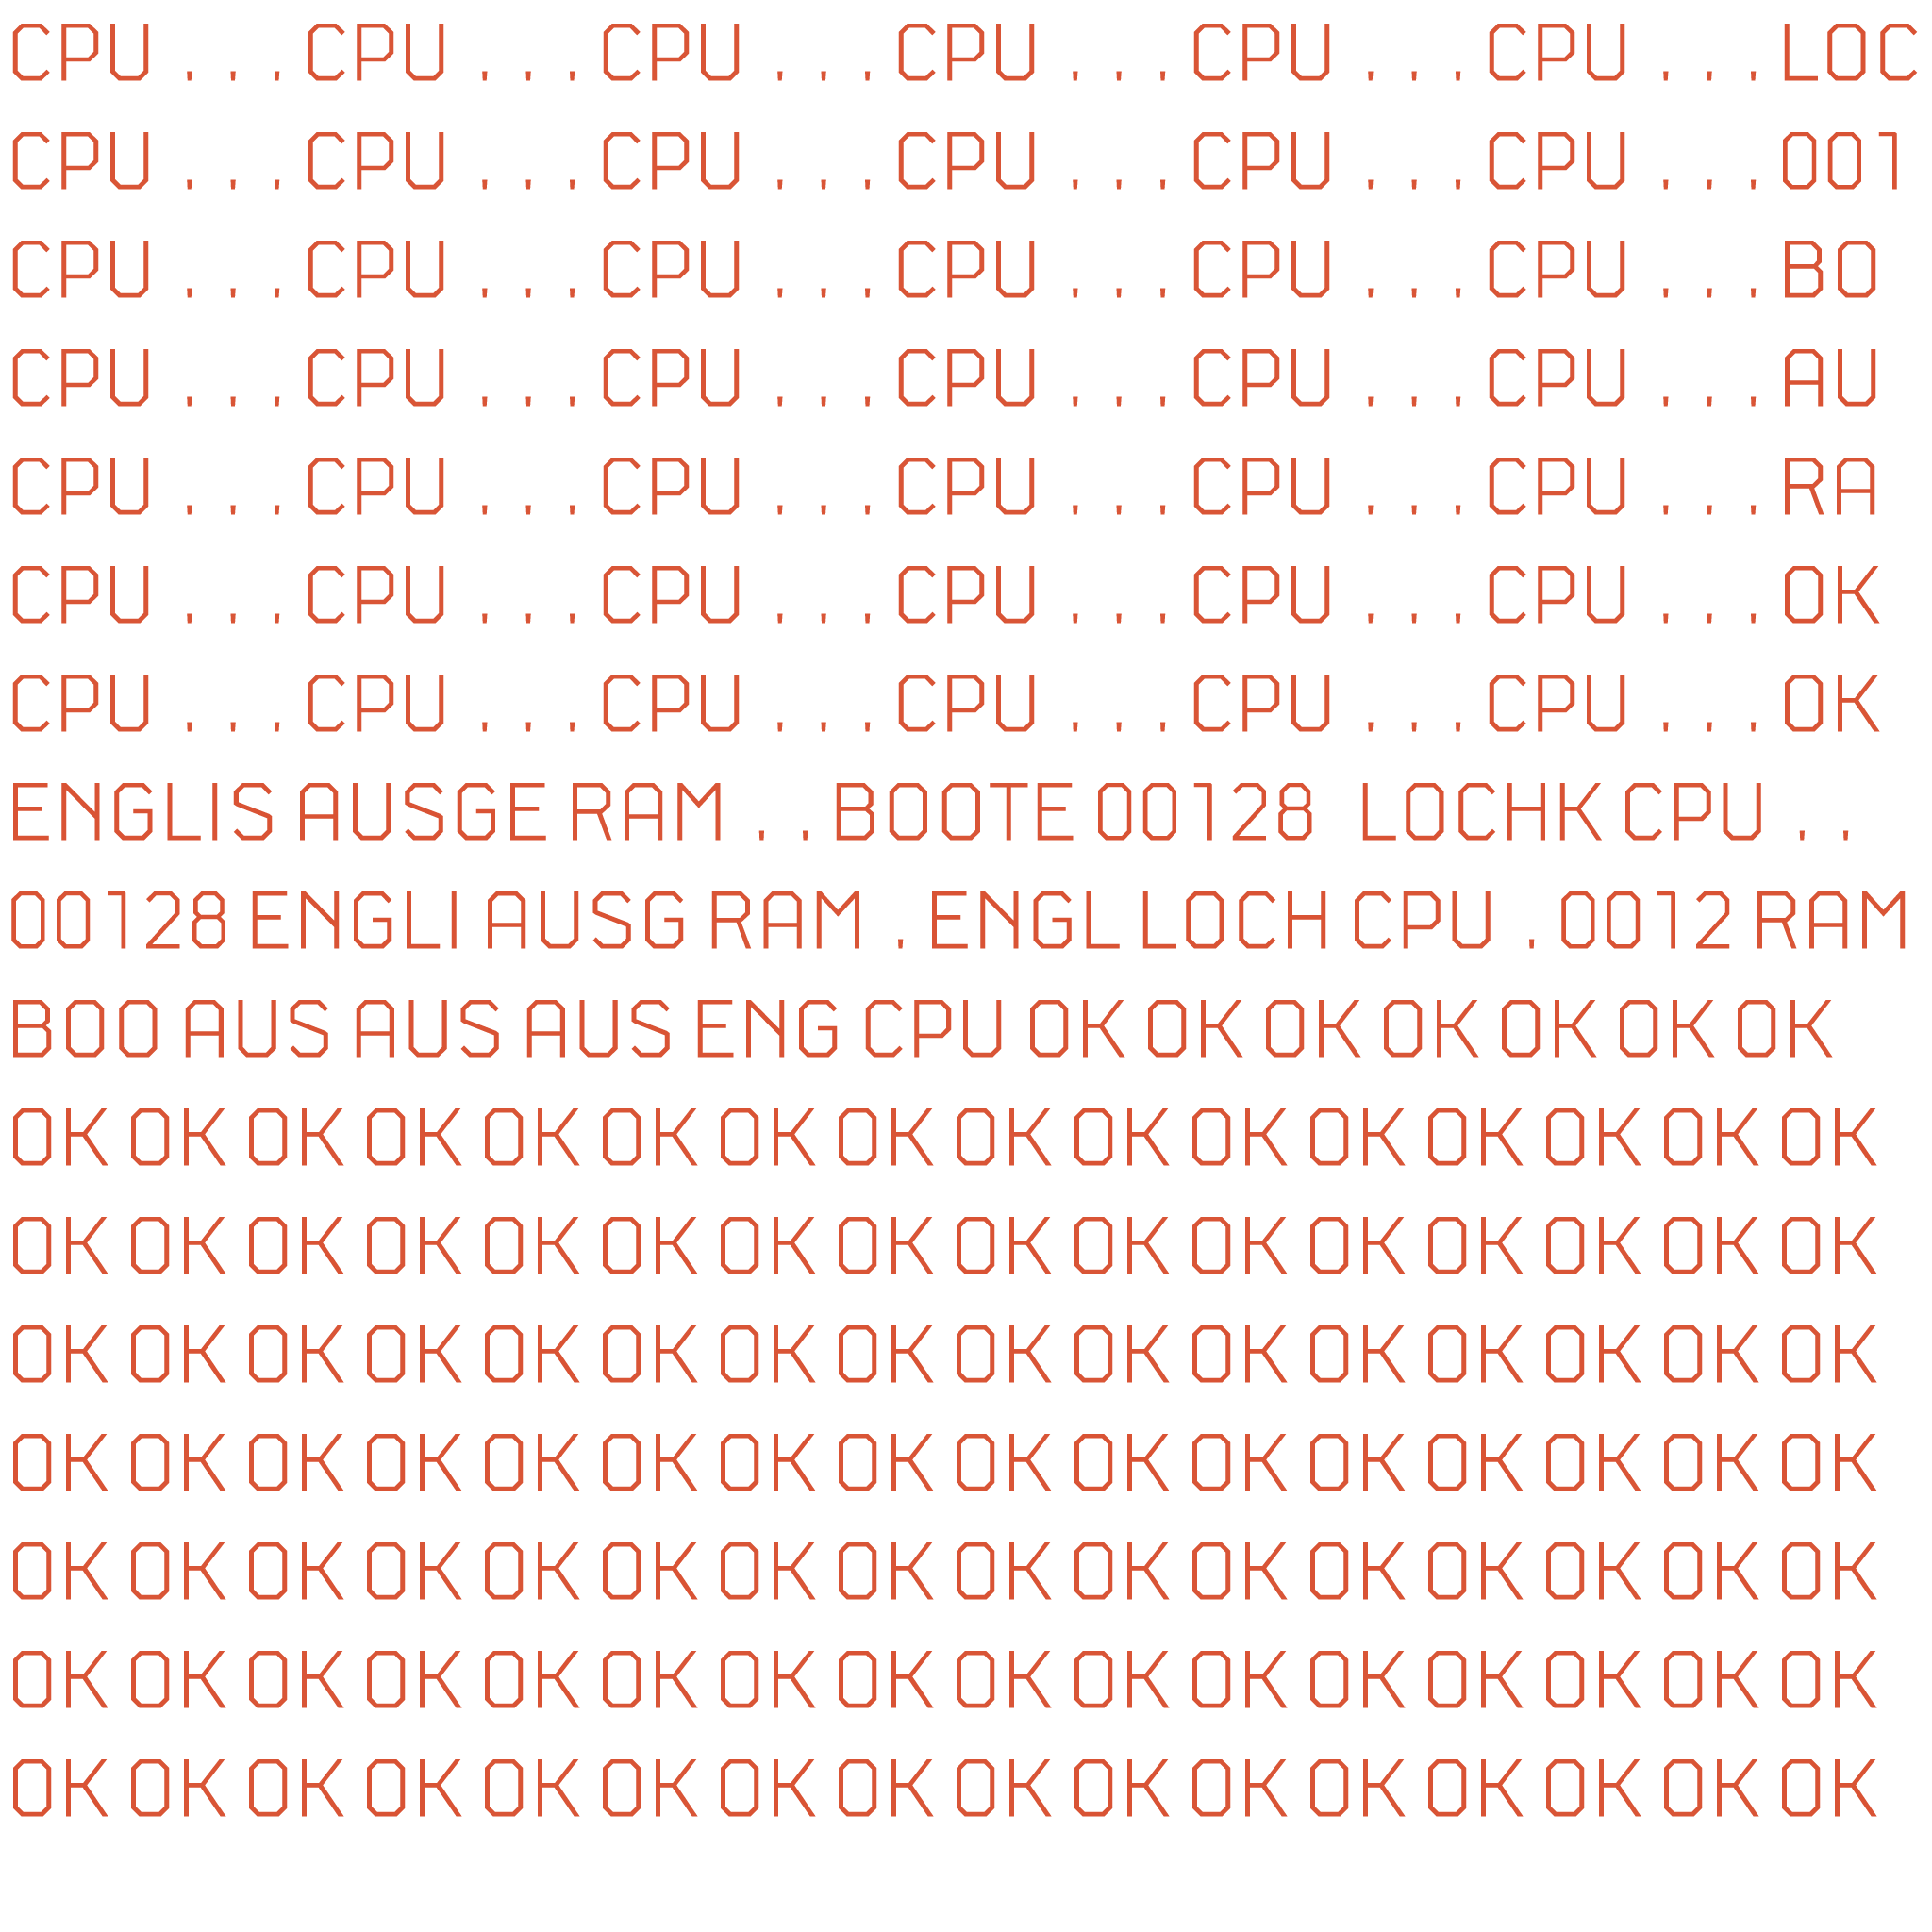 CPU ...CPU ...CPU ...CPU ...CPU ...CPU ...LOC
CPU ...CPU ...CPU ...CPU ...CPU ...CPU ...001
CPU ...CPU ...CPU ...CPU ...CPU ...CPU ...BO
CPU ...CPU ...CPU ...CPU ...CPU ...CPU ...AU
CPU ...CPU ...CPU ...CPU ...CPU ...CPU ...RA
CPU ...CPU ...CPU ...CPU ...CPU ...CPU ...OK
CPU ...CPU ...CPU ...CPU ...CPU ...CPU ...OK
ENGLIS AUSGE RAM ..BOOTE 00128 LOCHK CPU ..
00128 ENGLI AUSG RAM .ENGL LOCH CPU .0012 RAM
BOO AUS AUS AUS ENG CPU OK OK OK OK OK OK OK
OK OK OK OK OK OK OK OK OK OK OK OK OK OK OK OK
OK OK OK OK OK OK OK OK OK OK OK OK OK OK OK OK
OK OK OK OK OK OK OK OK OK OK OK OK OK OK OK OK
OK OK OK OK OK OK OK OK OK OK OK OK OK OK OK OK
OK OK OK OK OK OK OK OK OK OK OK OK OK OK OK OK
OK OK OK OK OK OK OK OK OK OK OK OK OK OK OK OK
OK OK OK OK OK OK OK OK OK OK OK OK OK OK OK OK